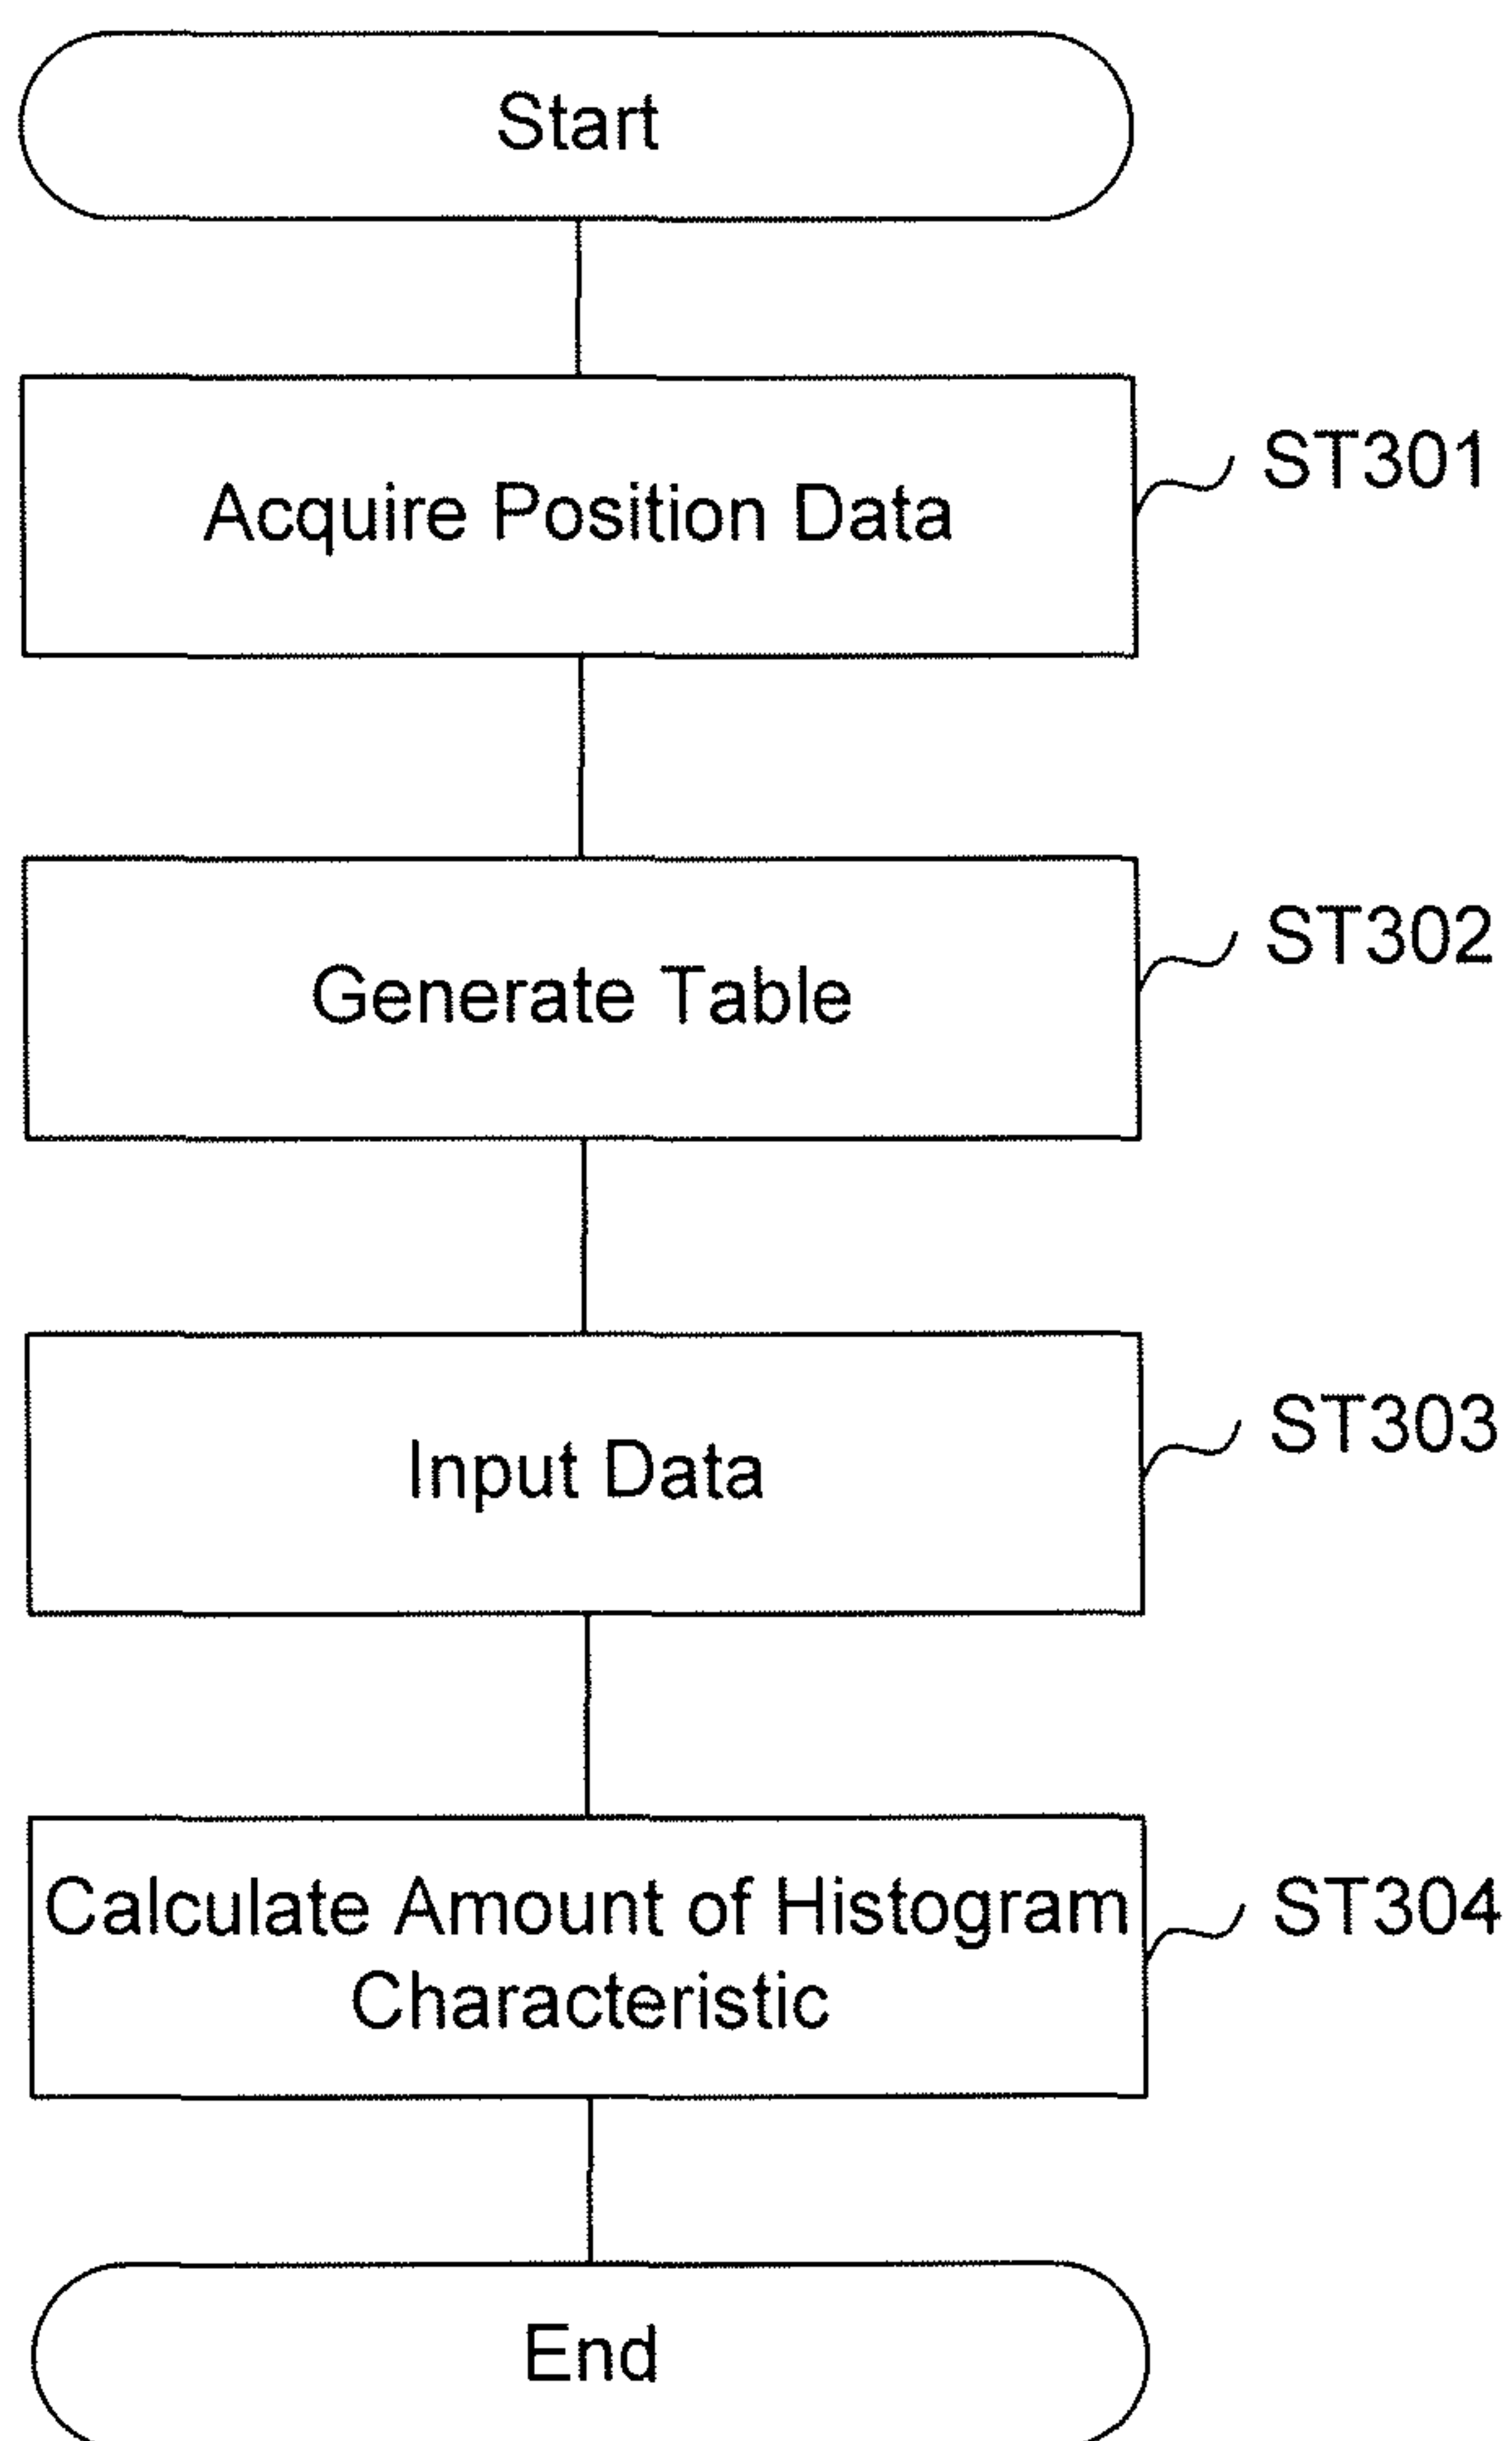 Start
Acquire Position Data
ST301
Generate Table
ST302
Input Data
ST303
Calculate Amount of Histogram
Characteristic
ST304
End